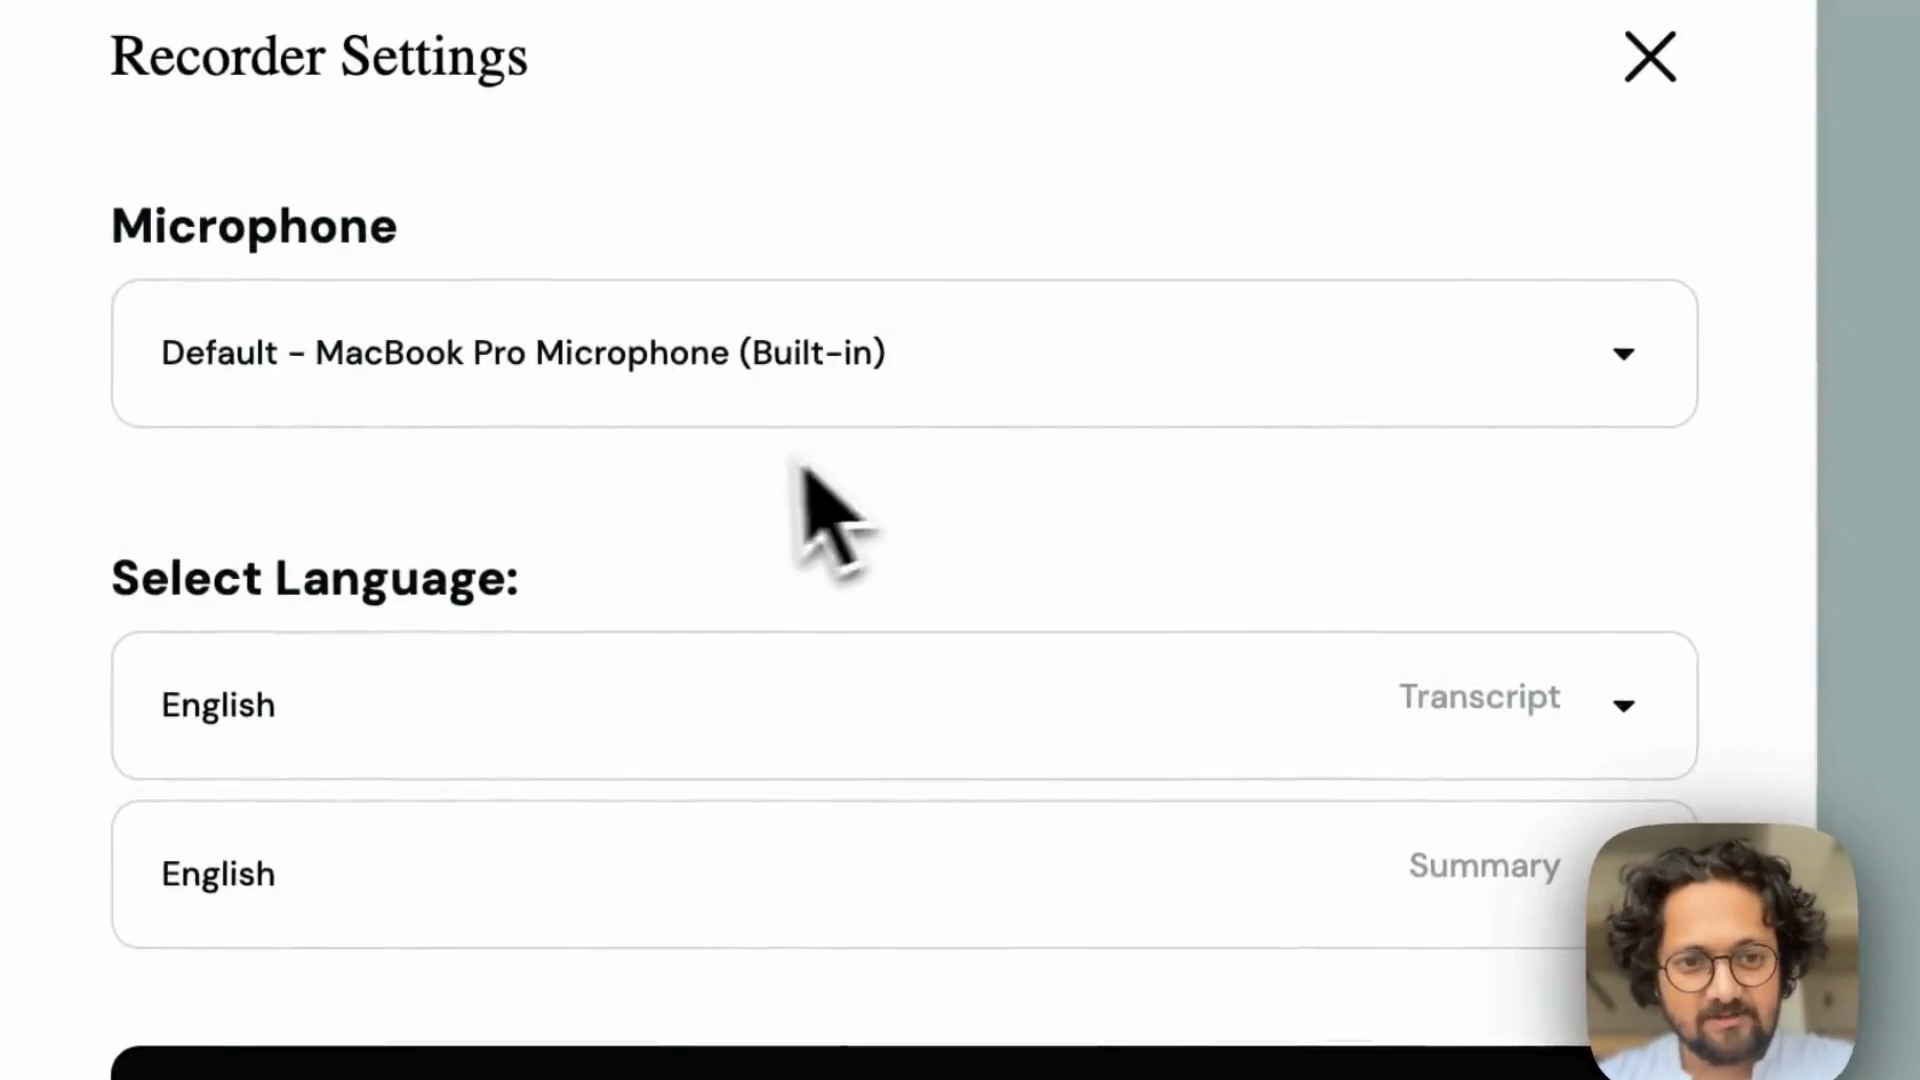 Recorder Settings
Microphone
Default - MacBook Pro Microphone (Built-in)
Select Language:
English Transcript
English Summary